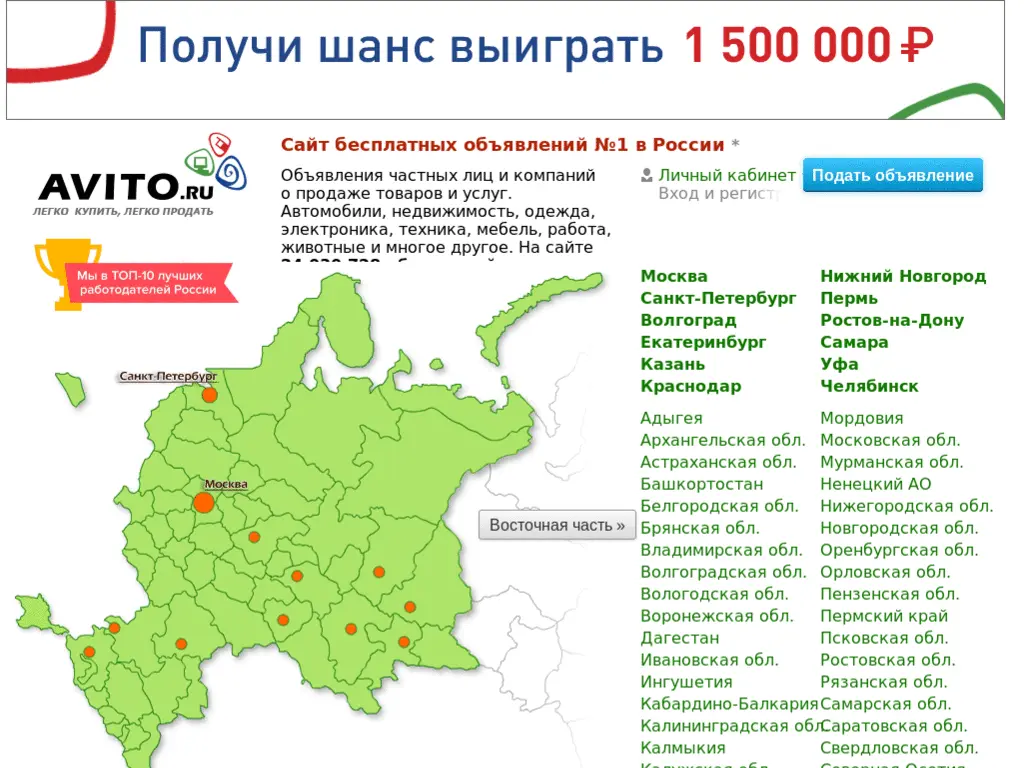 Получи шанс выиграть 1 500 000 ₽
AVITO.RU
ЛЕГКО КУПИТЬ, ЛЕГКО ПРОДАТЬ
Мы в ТОП-10 лучших
работодателей России
Сайт бесплатных объявлений №1 в России *
Объявления частных лиц и компаний
о продаже товаров и услуг.
Автомобили, недвижимость, одежда,
электроника, техника, мебель, работа,
животные и многое другое. На сайте
Личный кабинет
Вход и регист
Подать объявление
Санкт-Петербург
Москва
Восточная часть »
Москва
Санкт-Петербург
Волгоград
Екатеринбург
Казань
Краснодар
Нижний Новгород
Пермь
Ростов-на-Дону
Самара
Уфа
Челябинск
Адыгея
Архангельская обл.
Астраханская обл.
Башкортостан
Белгородская обл.
Брянская обл.
Владимирская обл.
Волгоградская обл.
Вологодская обл.
Воронежская обл.
Дагестан
Ивановская обл.
Ингушетия
Кабардино-Балкария
Калининградская обл.
Калмыкия
Калужская обл.
Мордовия
Московская обл.
Мурманская обл.
Ненецкий АО
Нижегородская обл.
Новгородская обл.
Оренбургская обл.
Орловская обл.
Пензенская обл.
Пермский край
Псковская обл.
Ростовская обл.
Рязанская обл.
Самарская обл.
Саратовская обл.
Свердловская обл.
Северная Осетия